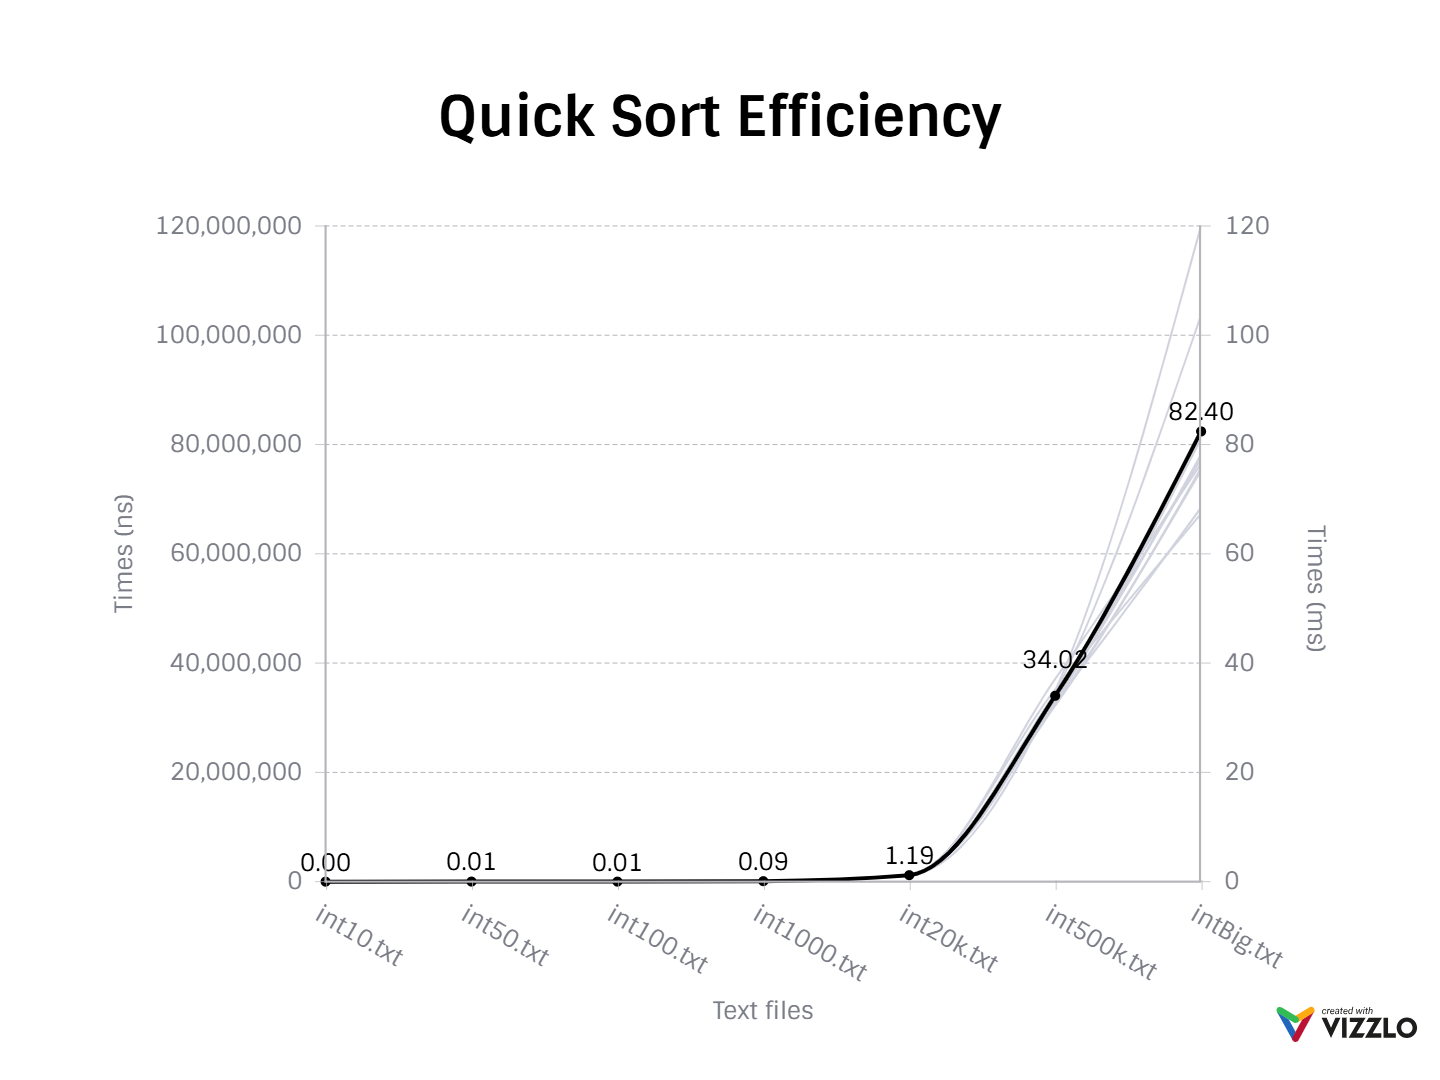 Quick Sort Efficiency
120,000,000
100,000,000
80,000,000
60,000,000
40,000,000
20,000,000
0
Times (ns)
120
100
80
60
40
20
0
Times (ms)
0.00
0.01
0.01
0.09
1.19
34.02
82.40
int10.txt
int50.txt
int100.txt
int1000.txt
int20k.txt
int500k.txt
intBig.txt
Text files
created with
VIZZLO